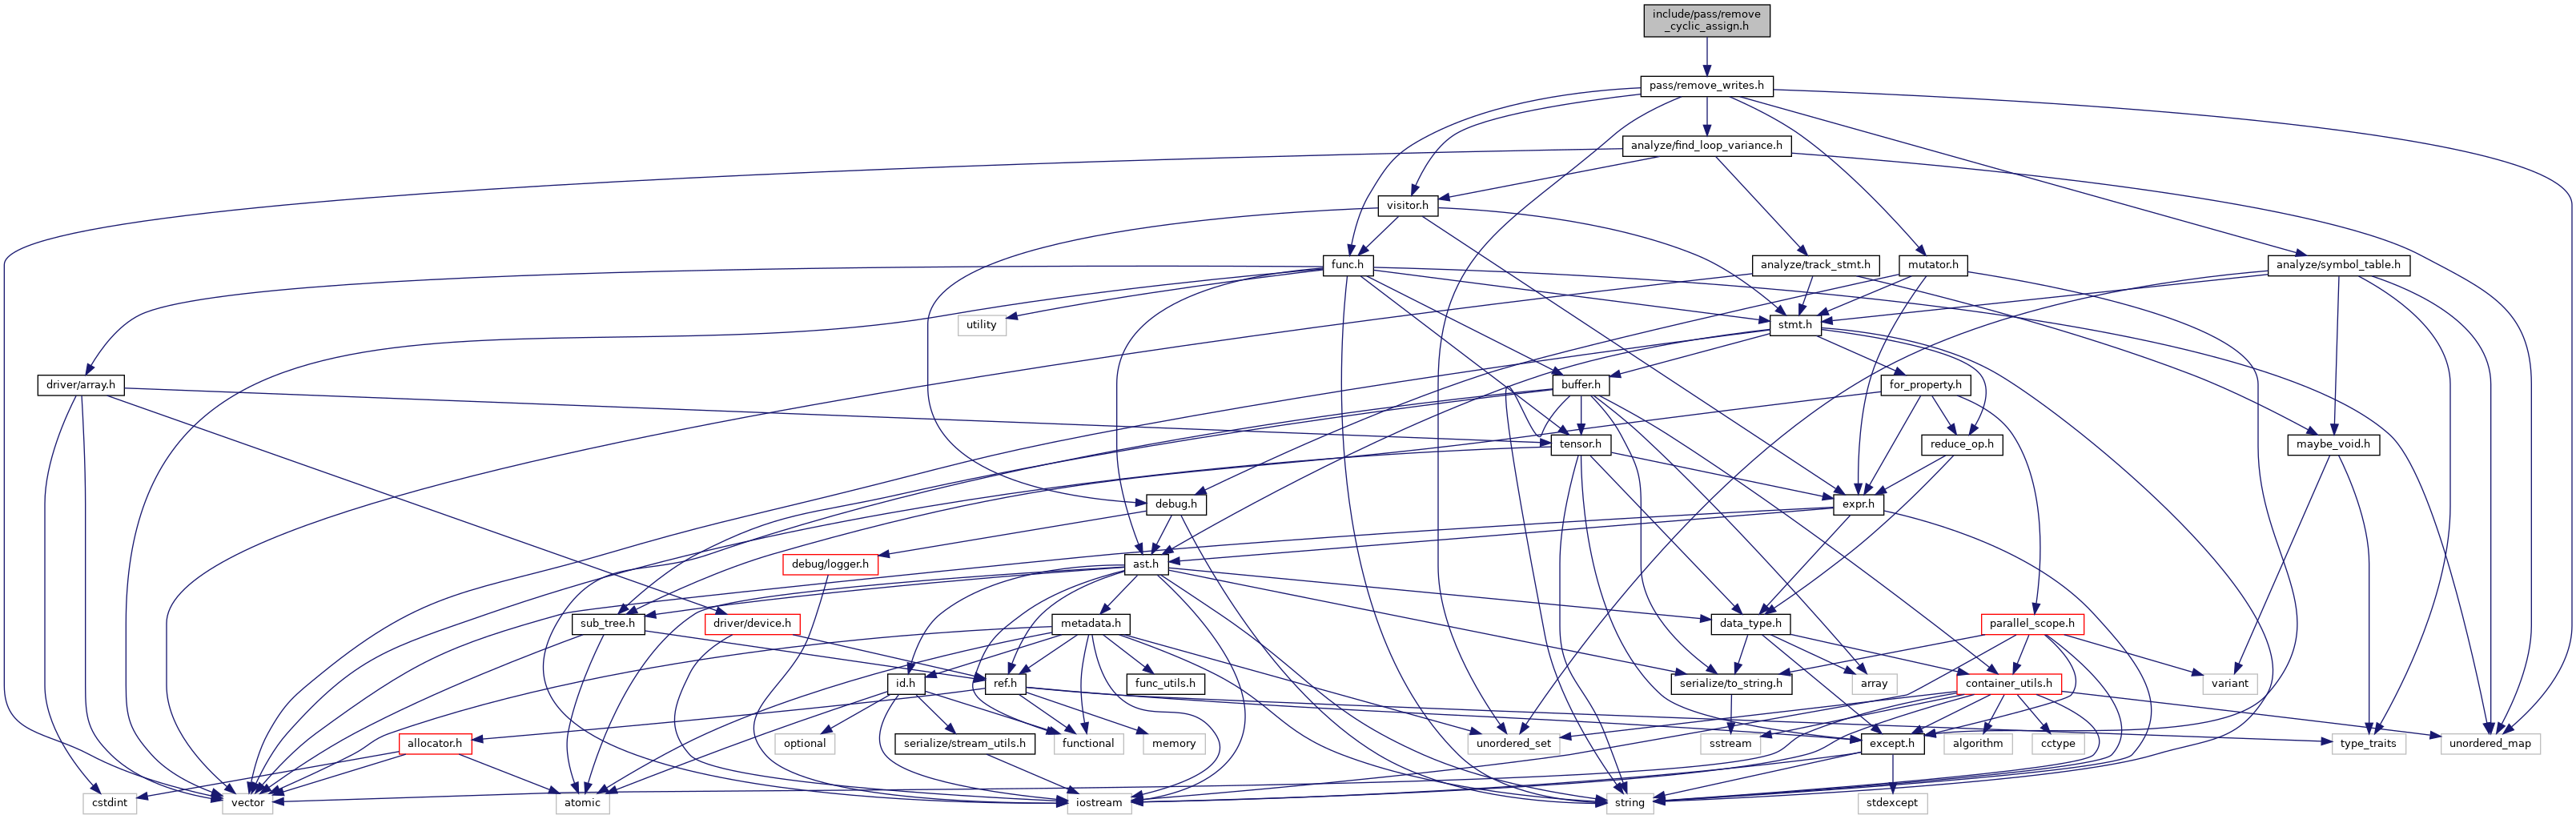 include/pass/remove
_cyclic_assign.h
pass/remove_writes.h
analyze/find_loop_variance.h
visitor.h
func.h
analyze/track_stmt.h
mutator.h
analyze/symbol_table.h
utility
stmt.h
driver/array.h
buffer.h
for_property.h
tensor.h
reduce_op.h
maybe_void.h
debug.h
expr.h
debug/logger.h
ast.h
sub_tree.h
driver/device.h
metadata.h
data_type.h
parallel_scope.h
id.h
ref.h
func_utils.h
serialize/to_string.h
array
container_utils.h
variant
allocator.h
optional
serialize/stream_utils.h
functional
memory
unordered_set
sstream
except.h
algorithm
cctype
type_traits
unordered_map
cstdint
vector
atomic
iostream
string
stdexcept